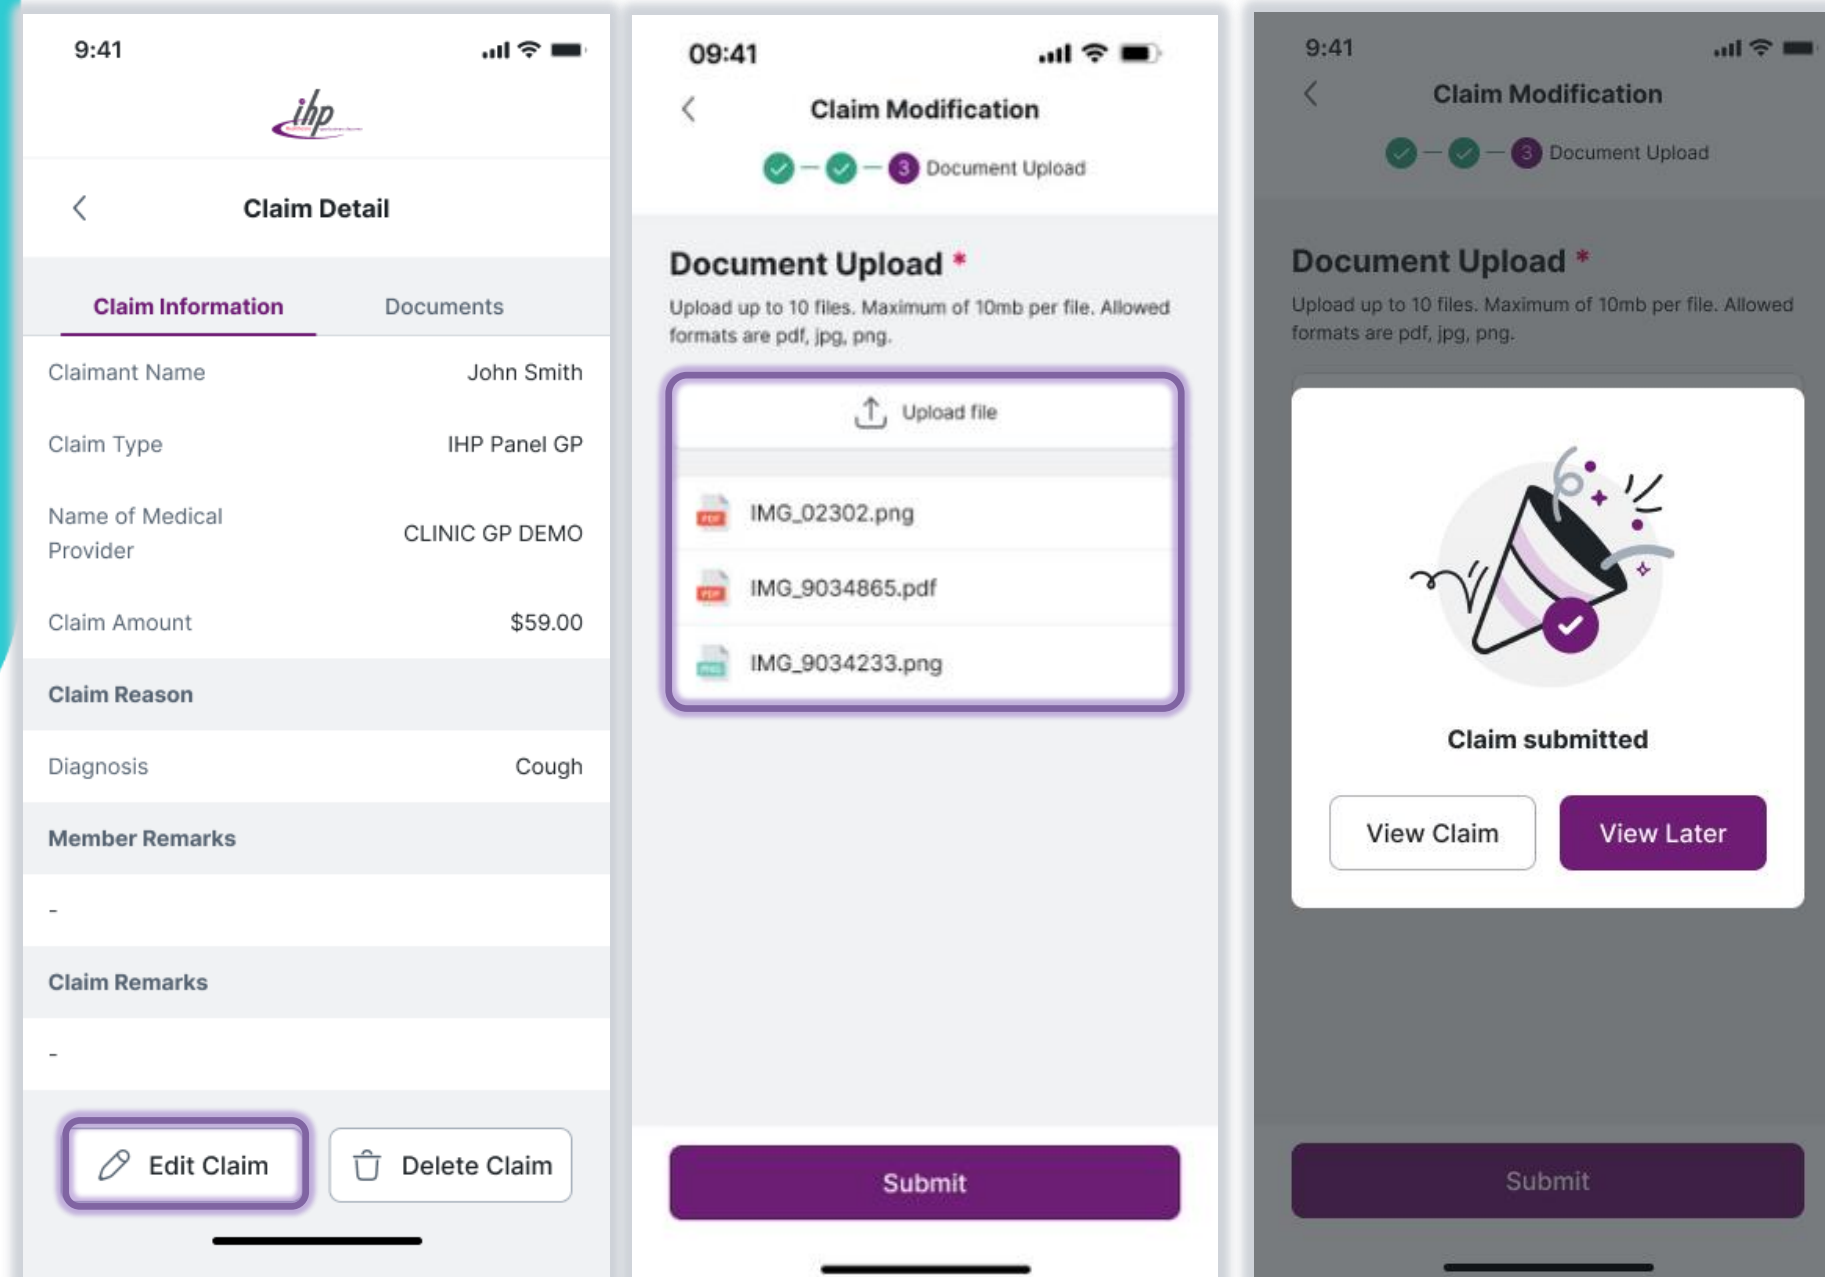 9:41
ihp
Claim Detail
Claim Information
Documents
Claimant Name
John Smith
Claim Type
IHP Panel GP
Name of Medical
Provider
CLINIC GP DEMO
Claim Amount
$59.00
Claim Reason
Diagnosis
Cough
Member Remarks
-
Claim Remarks
-
Edit Claim
Delete Claim
09:41
Claim Modification
3 Document Upload
Document Upload *
Upload up to 10 files. Maximum of 10mb per file. Allowed
formats are pdf, jpg, png.
Upload file
PDF
IMG_02302.png
PDF
IMG_9034865.pdf
PNG
IMG_9034233.png
Submit
9:41
Claim Modification
3 Document Upload
Document Upload *
Upload up to 10 files. Maximum of 10mb per file. Allowed
formats are pdf, jpg, png.
Claim submitted
View Claim
View Later
Submit